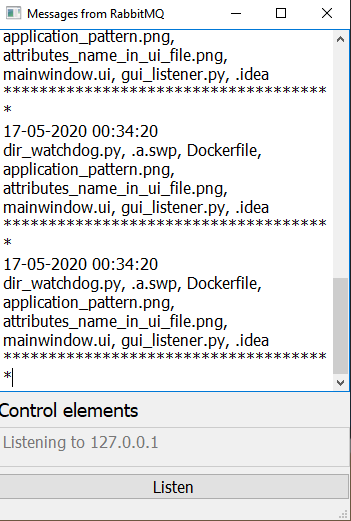 Messages from RabbitMQ
application_pattern.png,
attributes_name_in_ui_file.png,
mainwindow.ui, gui_listener.py, .idea
************************************
*
17-05-2020 00:34:20
dir_watchdog.py, .a.swp, Dockerfile,
application_pattern.png,
attributes_name_in_ui_file.png,
mainwindow.ui, gui_listener.py, .idea
************************************
*
17-05-2020 00:34:20
dir_watchdog.py, .a.swp, Dockerfile,
application_pattern.png,
attributes_name_in_ui_file.png,
mainwindow.ui, gui_listener.py, .idea
************************************
*
Control elements
Listening to 127.0.0.1
Listen